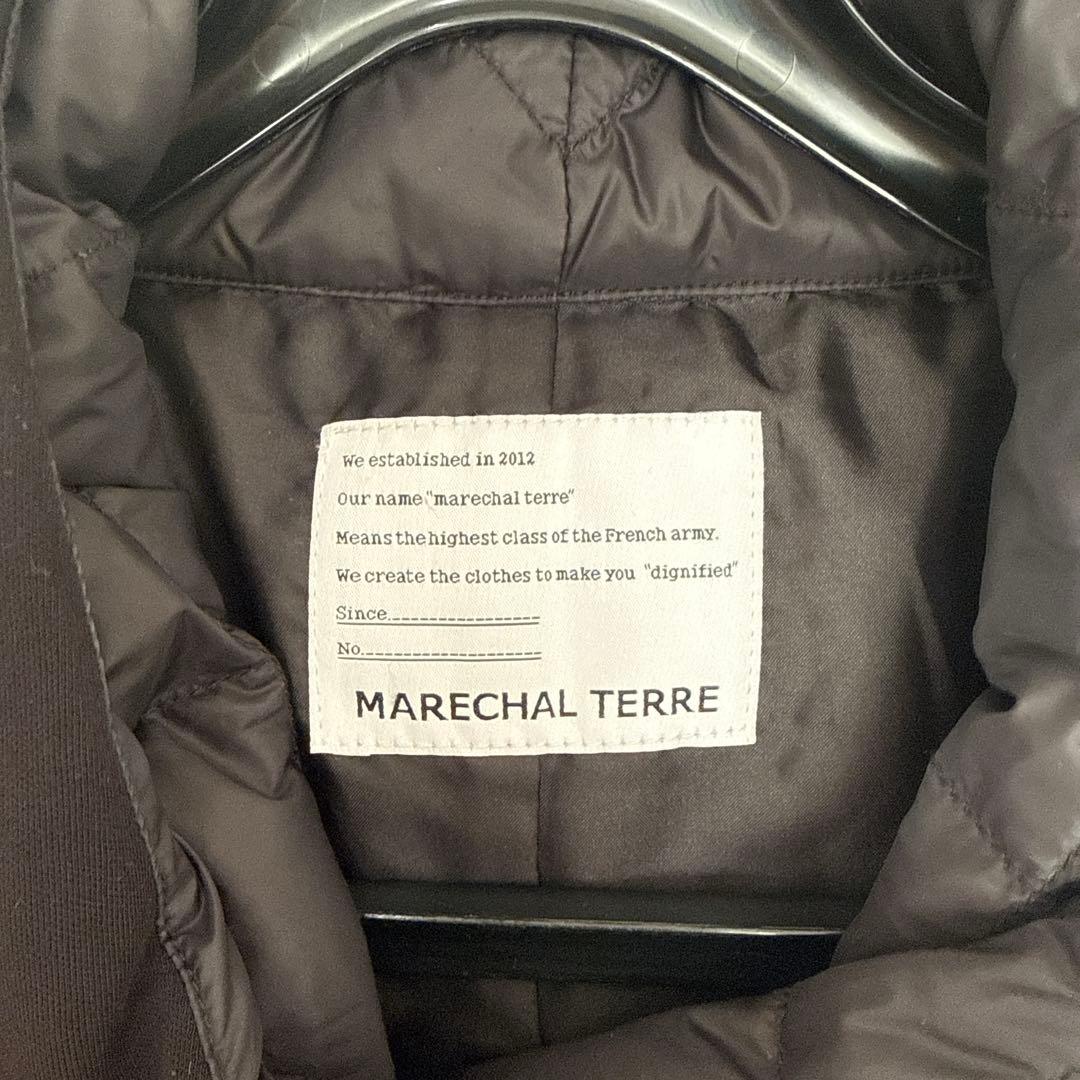 We established in 2012
Our name "marechal terre"
Means the highest class of the French army.
We create the clothes to make you "dignified"
Since
No.
MARECHAL TERRE